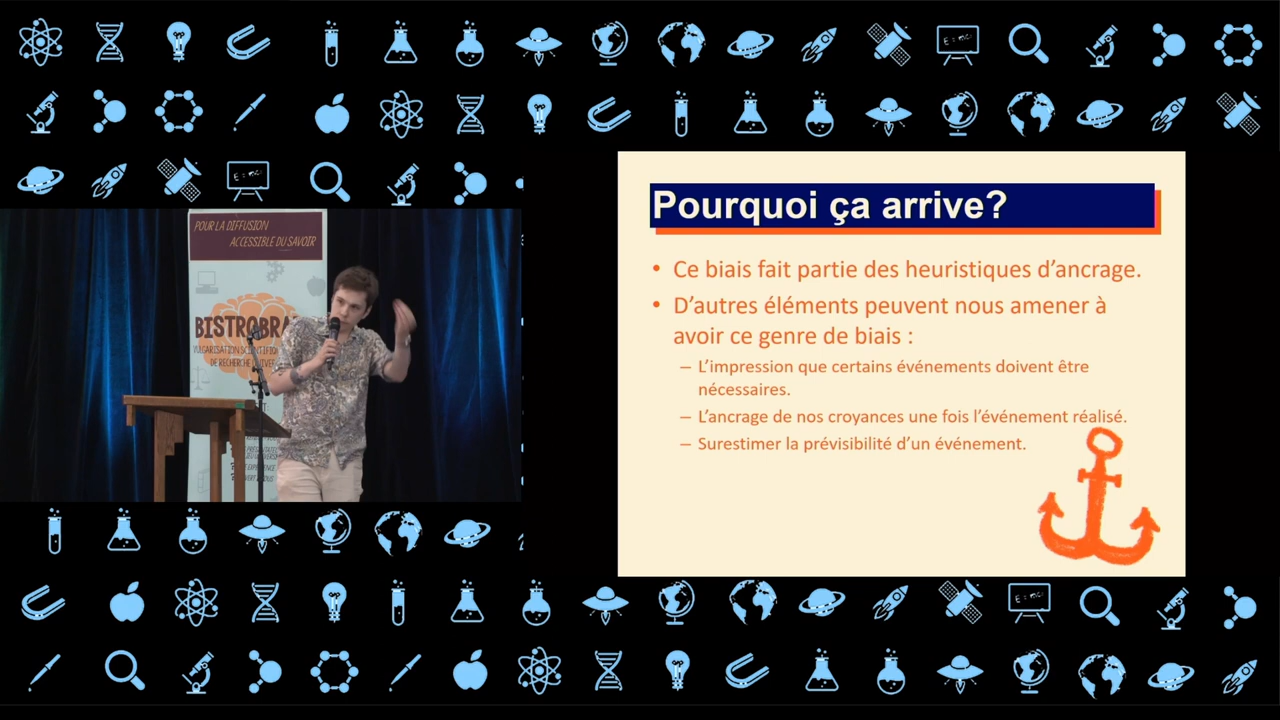 POUR LA DIFFUSION
ACCESSIBLE DU SAVOIR
BISTROBRA
VULGARISATION SCIENTIFI
DE RECHERCHE
Pourquoi ça arrive?
• Ce biais fait partie des heuristiques d’ancrage.
• D’autres éléments peuvent nous amener à
avoir ce genre de biais :
– L’impression que certains événements doivent être
nécessaires.
– L’ancrage de nos croyances une fois l’événement réalisé.
– Surestimer la prévisibilité d’un événement.